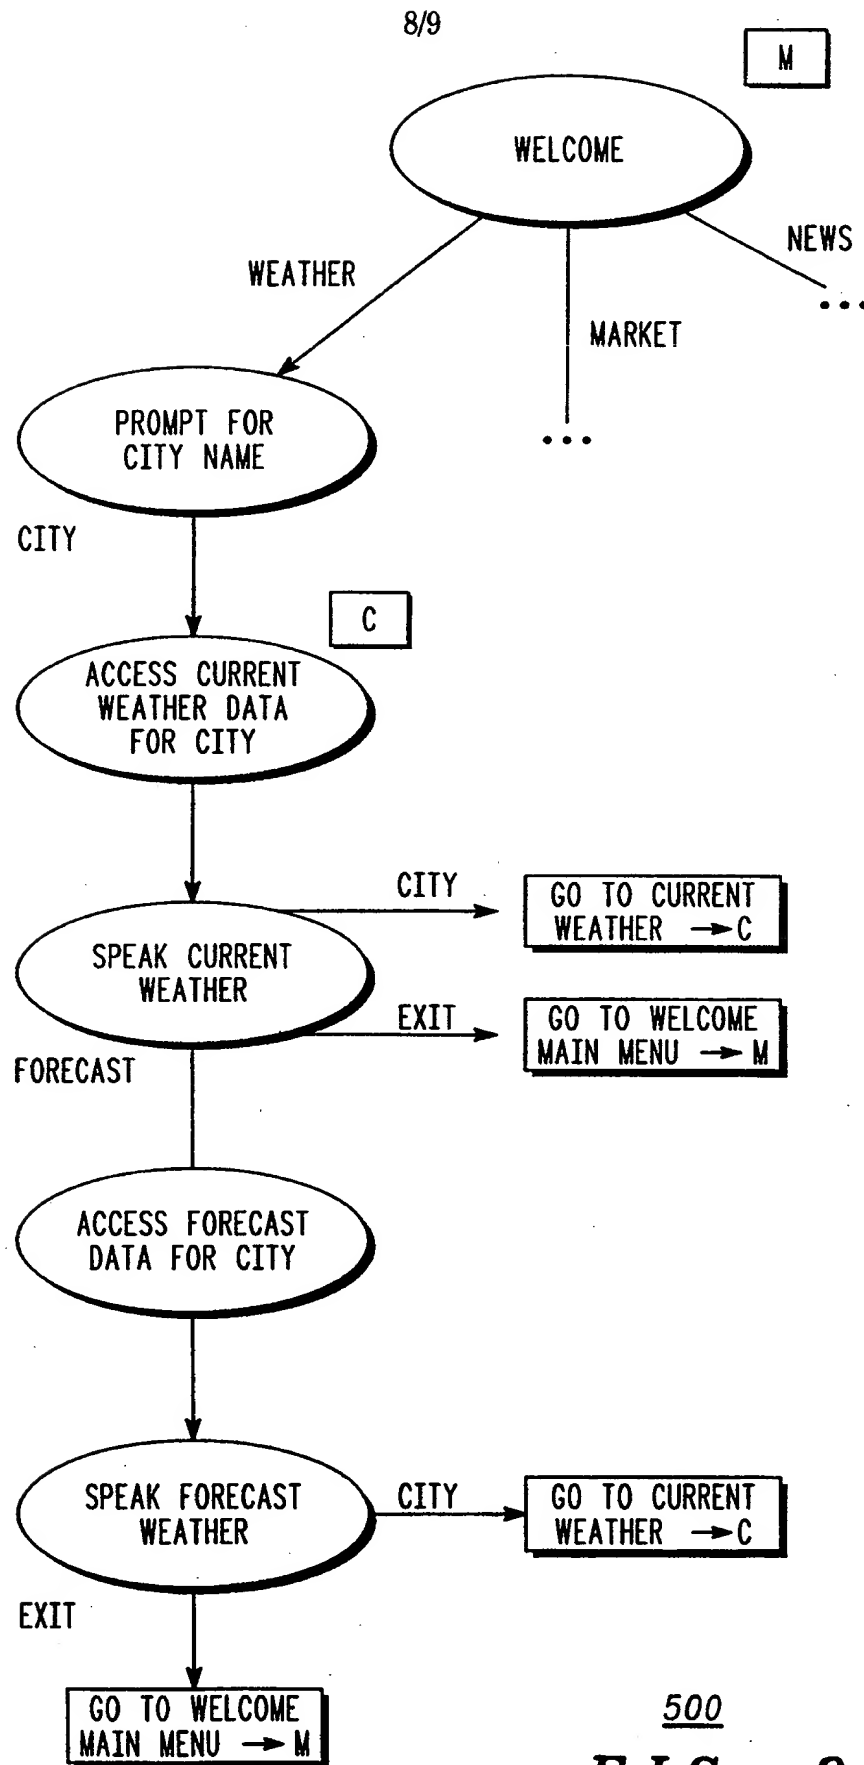 8/9
M
WELCOME
NEWS
...
WEATHER
MARKET
...
PROMPT FOR
CITY NAME
CITY
C
ACCESS CURRENT
WEATHER DATA
FOR CITY
CITY
GO TO CURRENT
WEATHER → C
SPEAK CURRENT
WEATHER
EXIT
GO TO WELCOME
MAIN MENU → M
FORECAST
ACCESS FORECAST
DATA FOR CITY
SPEAK FORECAST
WEATHER
CITY
GO TO CURRENT
WEATHER → C
EXIT
GO TO WELCOME
MAIN MENU → M
500